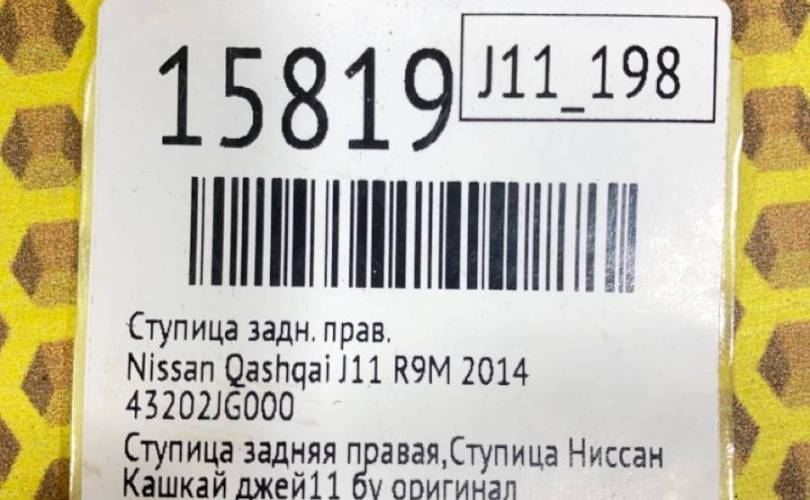 15819
J11_198
Ступица задн. прав.
Nissan Qashqai J11 R9M 2014
43202JG000
Ступица задняя правая,Ступица Ниссан
Кашкай джей11 бу оригинал